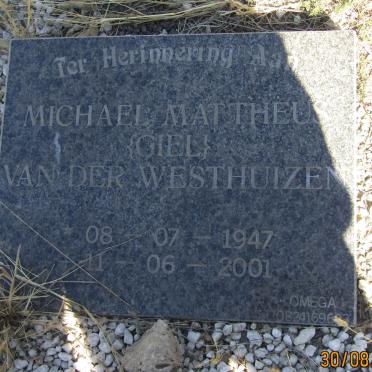 Ter Herinnering Aan
MICHAEL MATTHEUS
{GIEL}
VAN DER WESTHUIZEN
* 08 - 07 - 1947
11 - 06 - 2001
OMEGA
30/08